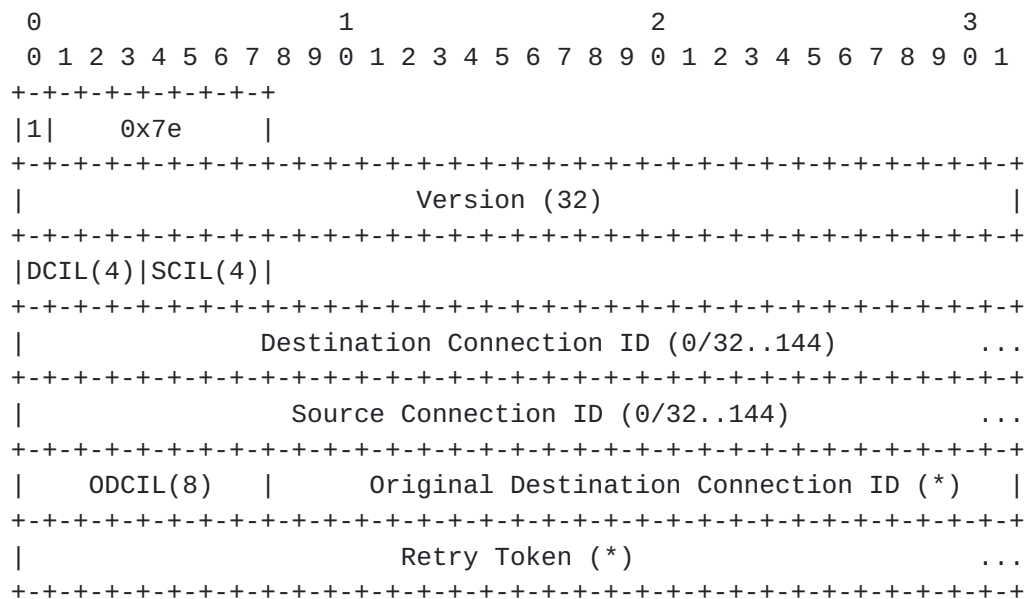 0                   1                   2                   3
 0 1 2 3 4 5 6 7 8 9 0 1 2 3 4 5 6 7 8 9 0 1 2 3 4 5 6 7 8 9 0 1
+-+-+-+-+-+-+-+-+
|1|    0x7e     |
+-+-+-+-+-+-+-+-+-+-+-+-+-+-+-+-+-+-+-+-+-+-+-+-+-+-+-+-+-+-+-+-+
|                         Version (32)                          |
+-+-+-+-+-+-+-+-+-+-+-+-+-+-+-+-+-+-+-+-+-+-+-+-+-+-+-+-+-+-+-+-+
|DCIL(4)|SCIL(4)|
+-+-+-+-+-+-+-+-+-+-+-+-+-+-+-+-+-+-+-+-+-+-+-+-+-+-+-+-+-+-+-+-+
|               Destination Connection ID (0/32..144)         ...
+-+-+-+-+-+-+-+-+-+-+-+-+-+-+-+-+-+-+-+-+-+-+-+-+-+-+-+-+-+-+-+-+
|                 Source Connection ID (0/32..144)            ...
+-+-+-+-+-+-+-+-+-+-+-+-+-+-+-+-+-+-+-+-+-+-+-+-+-+-+-+-+-+-+-+-+
|    ODCIL(8)   |      Original Destination Connection ID (*)   |
+-+-+-+-+-+-+-+-+-+-+-+-+-+-+-+-+-+-+-+-+-+-+-+-+-+-+-+-+-+-+-+-+
|                        Retry Token (*)                      ...
+-+-+-+-+-+-+-+-+-+-+-+-+-+-+-+-+-+-+-+-+-+-+-+-+-+-+-+-+-+-+-+-+